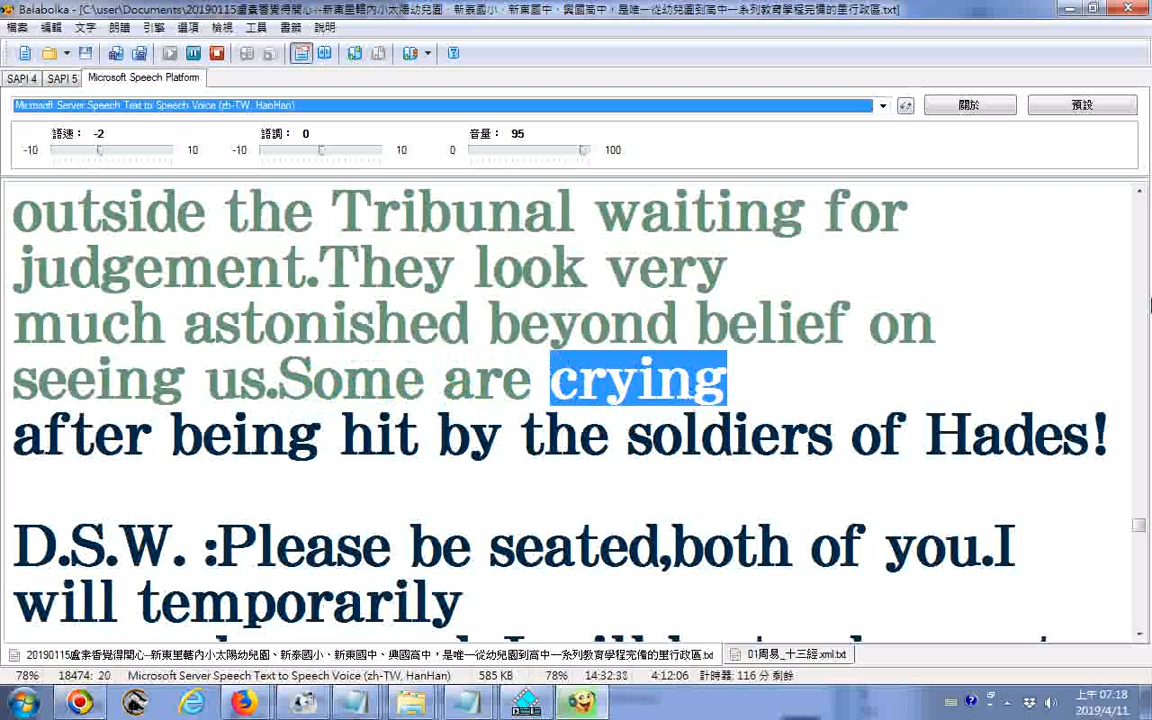 Balabolka - [C:\user\Documents\20190115盧素香覺得開心--新東里轄內小太陽幼兒園、新泰國小、新東國中、興國高中，是唯一從幼兒園到高中一系列教育學程完備的里行政區.txt]
檔案 編輯 文字 朗讀 引擎 選項 檢視 工具 書籤 說明
SAPI 4 SAPI 5 Microsoft Speech Platform
Microsoft Server Speech Text to Speech Voice (zh-TW, HanHan)
關於 預設
語速： -2 語調： 0 音量： 95
-10 10 -10 10 0 100
outside the Tribunal waiting for
judgement.They look very
much astonished beyond belief on
seeing us.Some are crying
after being hit by the soldiers of Hades!
D.S.W. :Please be seated,both of you.I
will temporarily
20190115盧素香覺得開心--新東里轄內小太陽幼兒園、新泰國小、新東國中、興國高中，是唯一從幼兒園到高中一系列教育學程完備的里行政區.txt 01周易_十三經.xml.txt
78% 18474: 20 Microsoft Server Speech Text to Speech Voice (zh-TW, HanHan) 585 KB 78% 14:32:38 4:12:06 計時器: 116 分 剩餘
上午 07:18
2019/4/11